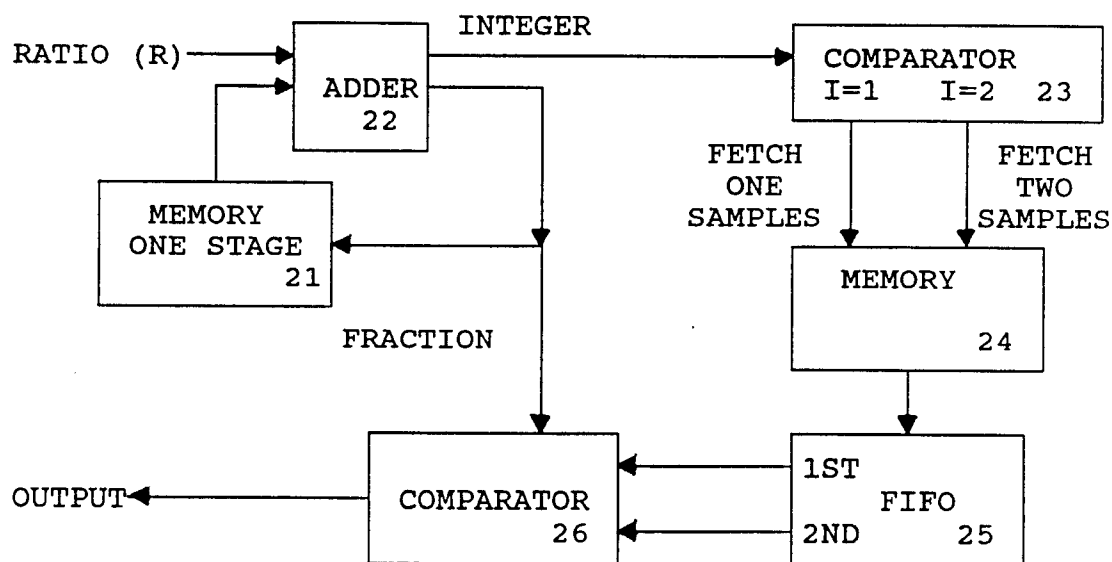 INTEGER
RATIO (R)
ADDER
22
COMPARATOR
I=1 I=2 23
FETCH
ONE
SAMPLES
FETCH
TWO
SAMPLES
MEMORY
ONE STAGE
21
MEMORY
24
FRACTION
1ST
FIFO
2ND 25
COMPARATOR
26
OUTPUT